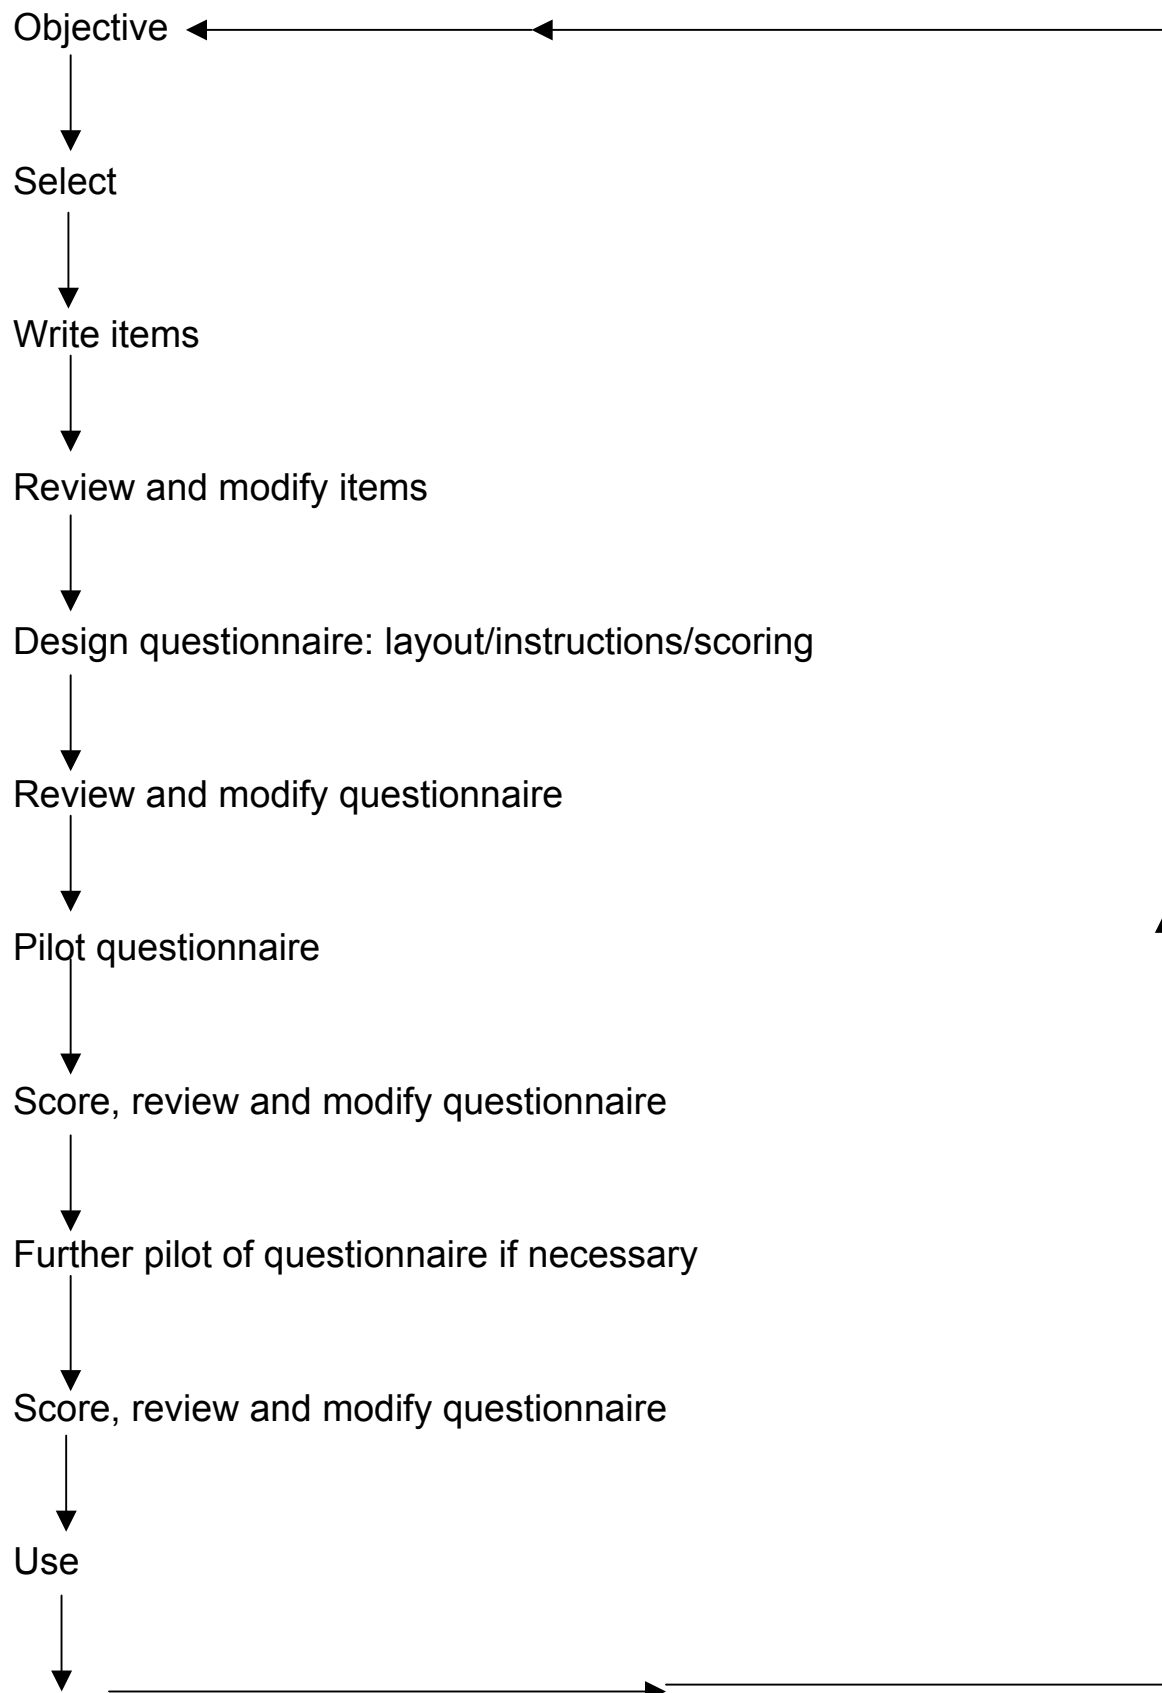 Objective
Select
Write items
Review and modify items
Design questionnaire: layout/instructions/scoring
Review and modify questionnaire
Pilot questionnaire
Score, review and modify questionnaire
Further pilot of questionnaire if necessary
Score, review and modify questionnaire
Use